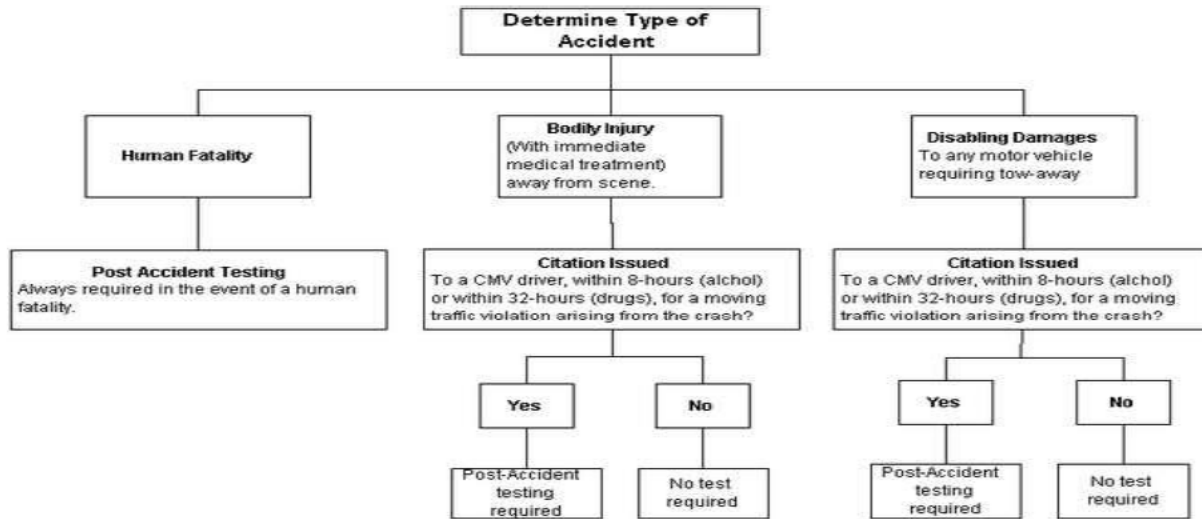 Determine Type of
Accident
Human Fatality
Bodily Injury
(With immediate
medical treatment)
away from scene.
Disabling Damages
To any motor vehicle
requiring tow-away
Post Accident Testing
Always required in the event of a human
fatality.
Citation Issued
To a CMV driver, within 8-hours (alchol)
or within 32-hours (drugs), for a moving
traffic violation arising from the crash?
Citation Issued
To a CMV driver, within 8-hours (alchol)
or within 32-hours (drugs), for a moving
traffic violation arising from the crash?
Yes
No
Yes
No
Post-Accident
testing
required
No test
required
Post-Accident
testing
required
No test
required